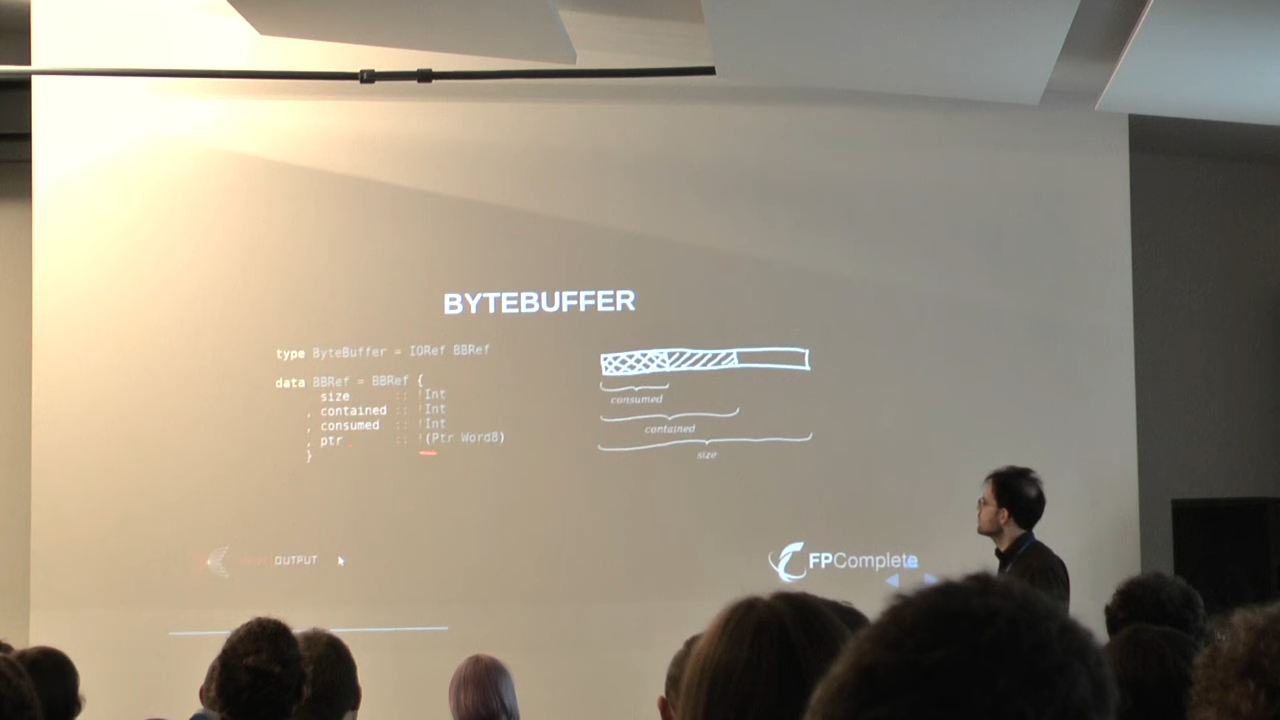 BYTEBUFFER
type ByteBuffer = IORef BBRef
data BBRef = BBRef {
size :: !Int
, contained :: !Int
, consumed :: !Int
, ptr :: !(Ptr Word8)
}
consumed
contained
size
OUTPUT
FPComplete